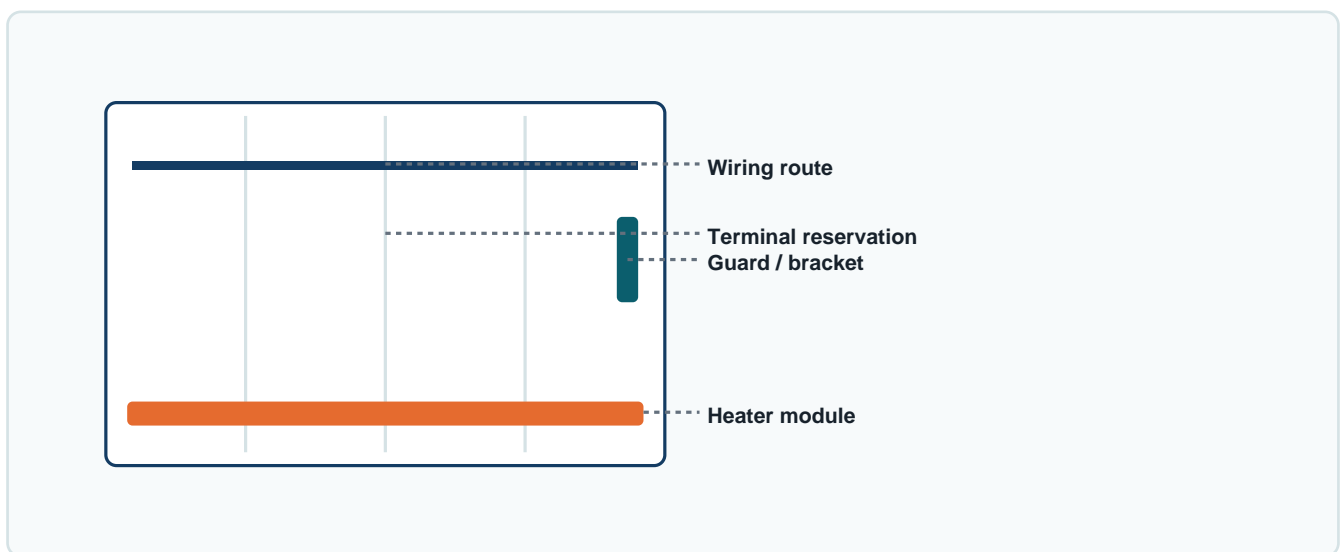 Wiring route
Terminal reservation
Guard / bracket
Heater module